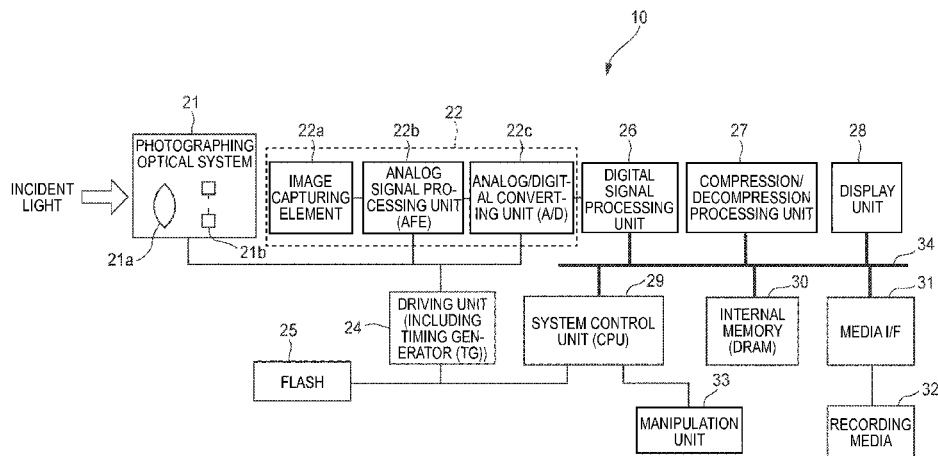 10
21
22
22a
22b
22c
26
27
28
PHOTOGRAPHING
OPTICAL SYSTEM
INCIDENT
LIGHT
21a
21b
IMAGE
CAPTURING
ELEMENT
ANALOG
SIGNAL PRO-
CESSING UNIT
(AFE)
ANALOG/DIGIT-
AL CONVERT-
ING UNIT (A/D)
DIGITAL
SIGNAL
PROCESSING
UNIT
COMPRESSION/
DECOMPRESSION
PROCESSING UNIT
DISPLAY
UNIT
34
24
DRIVING UNIT
(INCLUDING
TIMING GEN-
ERATOR (TG))
29
SYSTEM CONTROL
UNIT (CPU)
30
INTERNAL
MEMORY
(DRAM)
31
MEDIA I/F
25
FLASH
33
MANIPULATION
UNIT
32
RECORDING
MEDIA